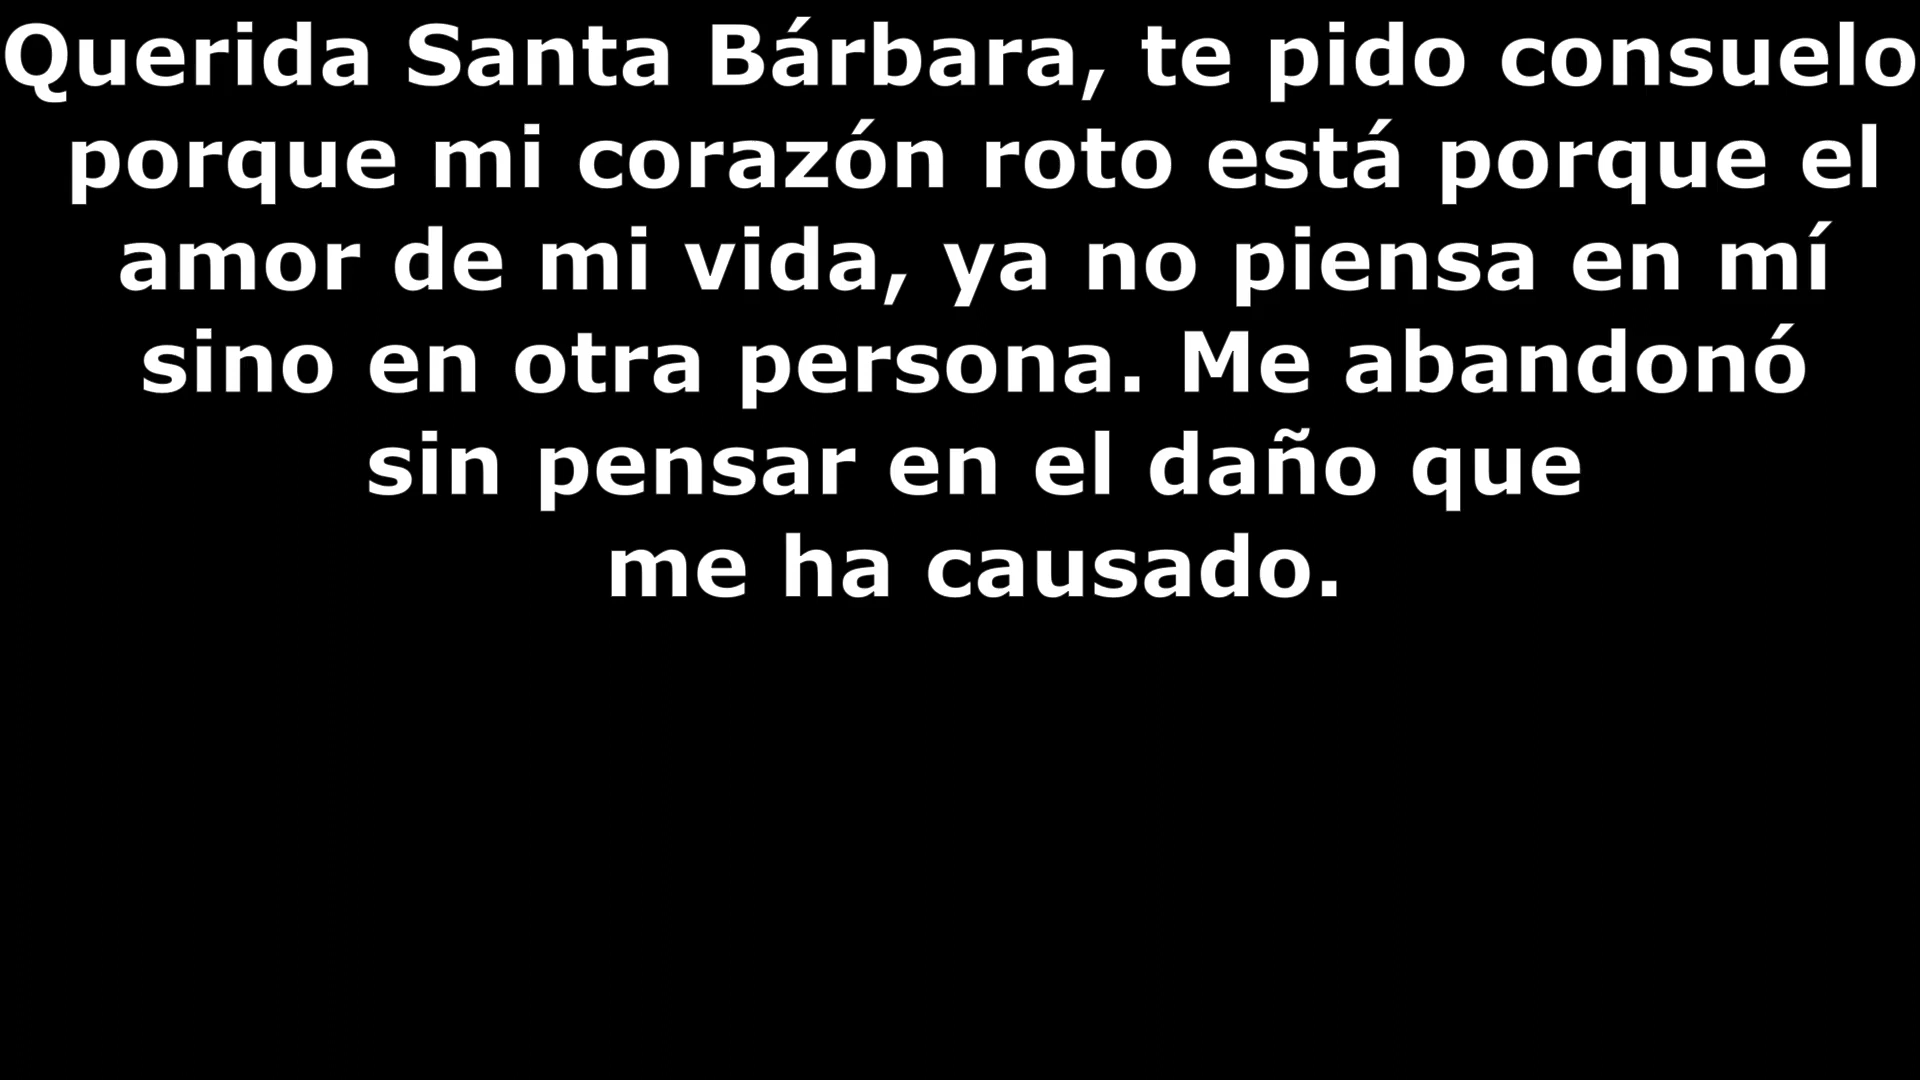 Querida Santa Bárbara, te pido consuelo
porque mi corazón roto está porque el
amor de mi vida, ya no piensa en mí
sino en otra persona. Me abandonó
sin pensar en el daño que
me ha causado.